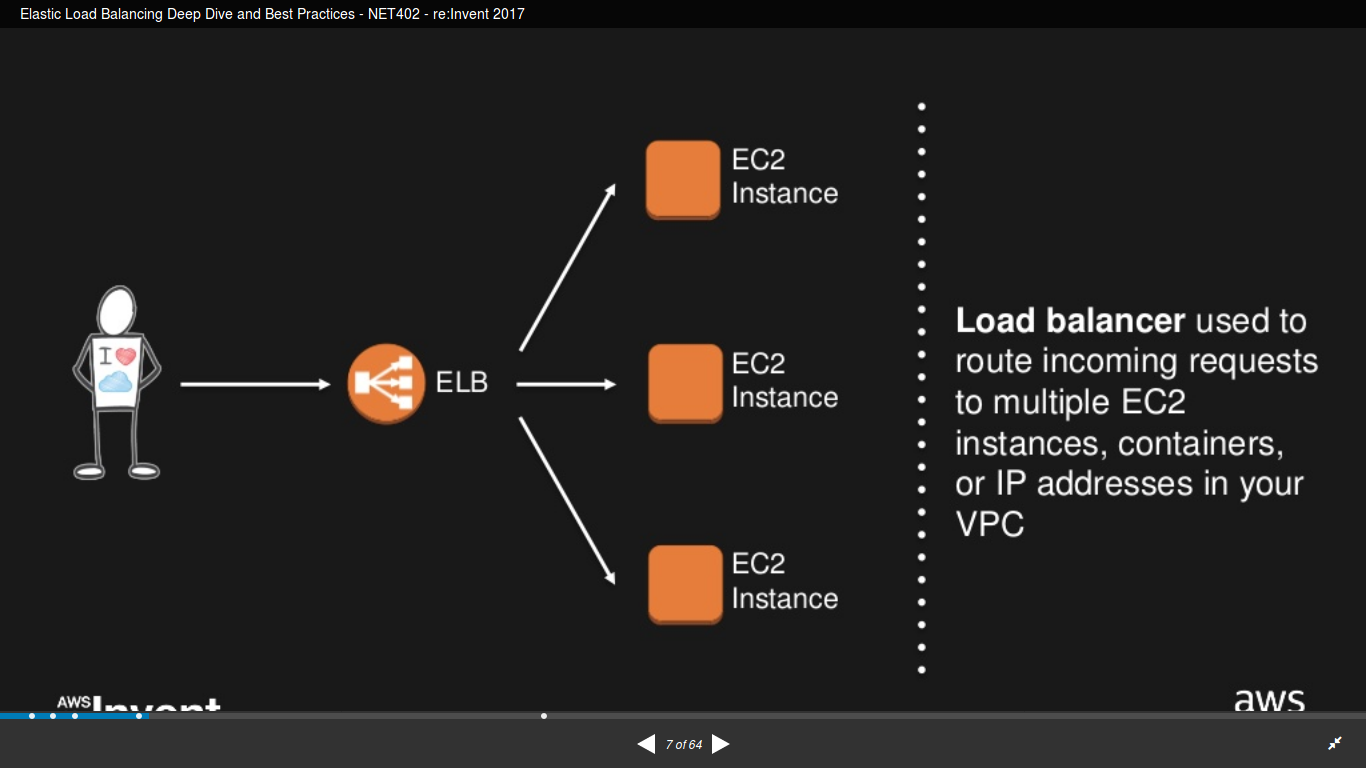 Elastic Load Balancing Deep Dive and Best Practices - NET402 - re:Invent 2017
EC2
Instance
I
ELB
EC2
Instance
EC2
Instance
Load balancer used to
route incoming requests
to multiple EC2
instances, containers,
or IP addresses in your
VPC
AWS
Invent
aws
7 of 64